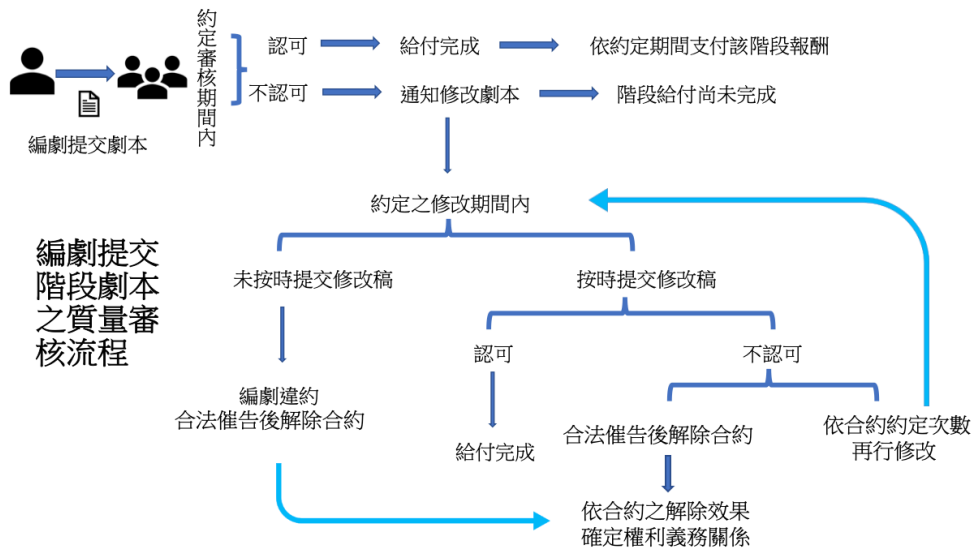 編劇提交劇本
約定審核期間內
認可
給付完成
依約定期間支付該階段報酬
不認可
通知修改劇本
階段給付尚未完成
約定之修改期間內
編劇提交
階段劇本
之質量審
核流程
未按時提交修改稿
按時提交修改稿
認可
不認可
編劇違約
合法催告後解除合約
給付完成
合法催告後解除合約
依合約約定次數
再行修改
依合約之解除效果
確定權利義務關係